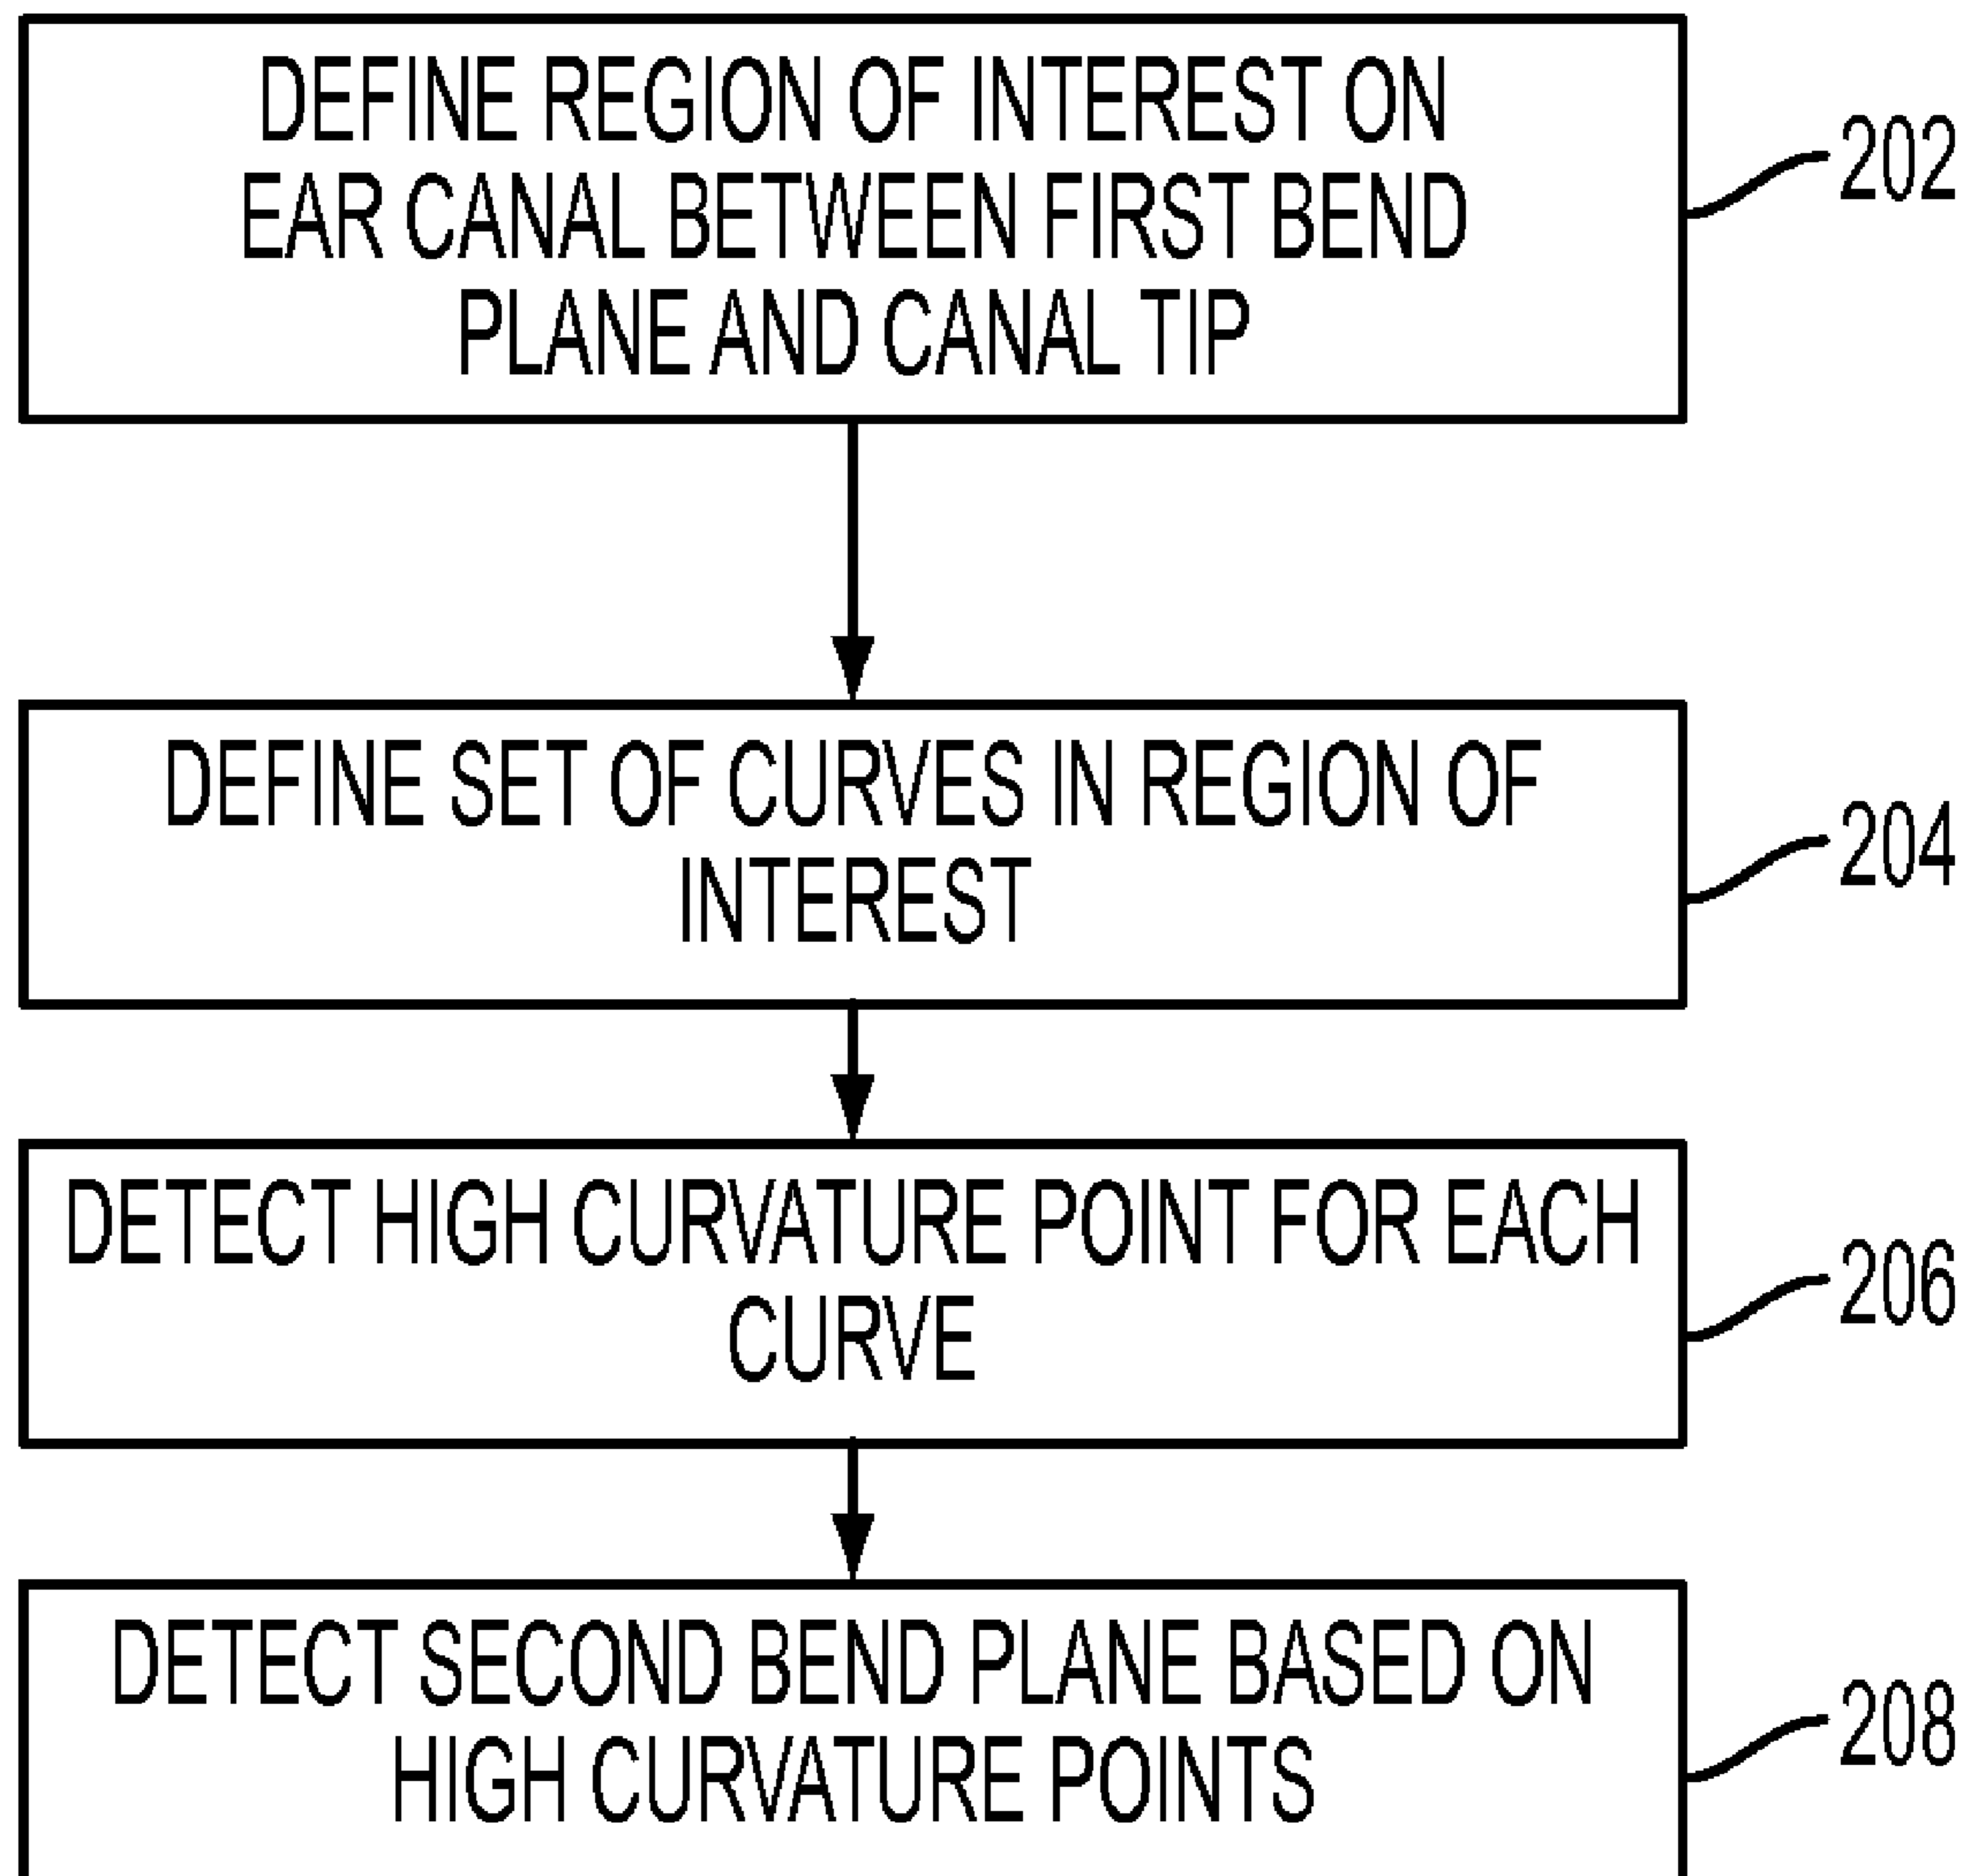 DEFINE REGION OF INTEREST ON
EAR CANAL BETWEEN FIRST BEND
PLANE AND CANAL TIP
202
DEFINE SET OF CURVES IN REGION OF
INTEREST
204
DETECT HIGH CURVATURE POINT FOR EACH
CURVE
206
DETECT SECOND BEND PLANE BASED ON
HIGH CURVATURE POINTS
208